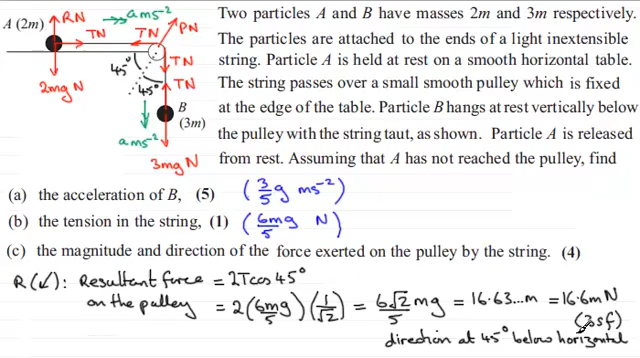 A (2m) RN TN a ms⁻² TN PN
Two particles A and B have masses 2m and 3m respectively.
The particles are attached to the ends of a light inextensible
string. Particle A is held at rest on a smooth horizontal table.
45° TN
The string passes over a small smooth pulley which is fixed
2mg N 45° TN
at the edge of the table. Particle B hangs at rest vertically below
B
(3m)
a ms⁻²
the pulley with the string taut, as shown. Particle A is released
3mg N
from rest. Assuming that A has not reached the pulley, find
(a) the acceleration of B, (5) (3/5 g ms⁻²)
(b) the tension in the string, (1) (6mg/5 N)
(c) the magnitude and direction of the force exerted on the pulley by the string. (4)
R(↙): Resultant force = 2Tcos 45°
on the pulley = 2(6mg/5)(1/√2) = 6√2/5 mg = 16.63...m = 16.6m N
(3sf)
direction at 45° below horizontal